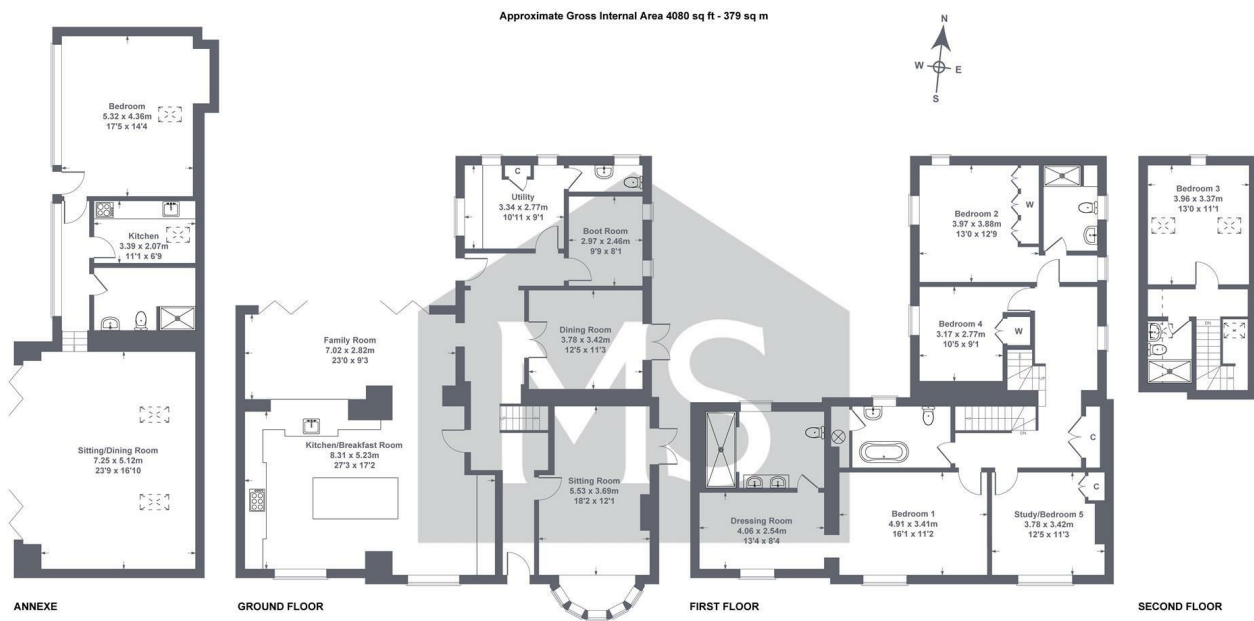 Approximate Gross Internal Area 4080 sq ft - 379 sq m
N
W
E
S
Bedroom
5.32 x 4.36m
17'5 x 14'4
Kitchen
3.39 x 2.07m
11'1 x 6'9
Sitting/Dining Room
7.25 x 5.12m
23'9 x 16'10
ANNEXE
C
Utility
3.34 x 2.77m
10'11 x 9'1
Boot Room
2.97 x 2.46m
9'9 x 8'1
Dining Room
3.78 x 3.42m
12'5 x 11'3
Family Room
7.02 x 2.82m
23'0 x 9'3
Kitchen/Breakfast Room
8.31 x 5.23m
27'3 x 17'2
Sitting Room
5.53 x 3.69m
18'2 x 12'1
MS
GROUND FLOOR
Bedroom 2
3.97 x 3.88m
13'0 x 12'9
W
Bedroom 4
3.17 x 2.77m
10'5 x 9'1
W
DN
C
C
Dressing Room
4.06 x 2.54m
13'4 x 8'4
Bedroom 1
4.91 x 3.41m
16'1 x 11'2
Study/Bedroom 5
3.78 x 3.42m
12'5 x 11'3
FIRST FLOOR
Bedroom 3
3.96 x 3.37m
13'0 x 11'1
DN
SECOND FLOOR